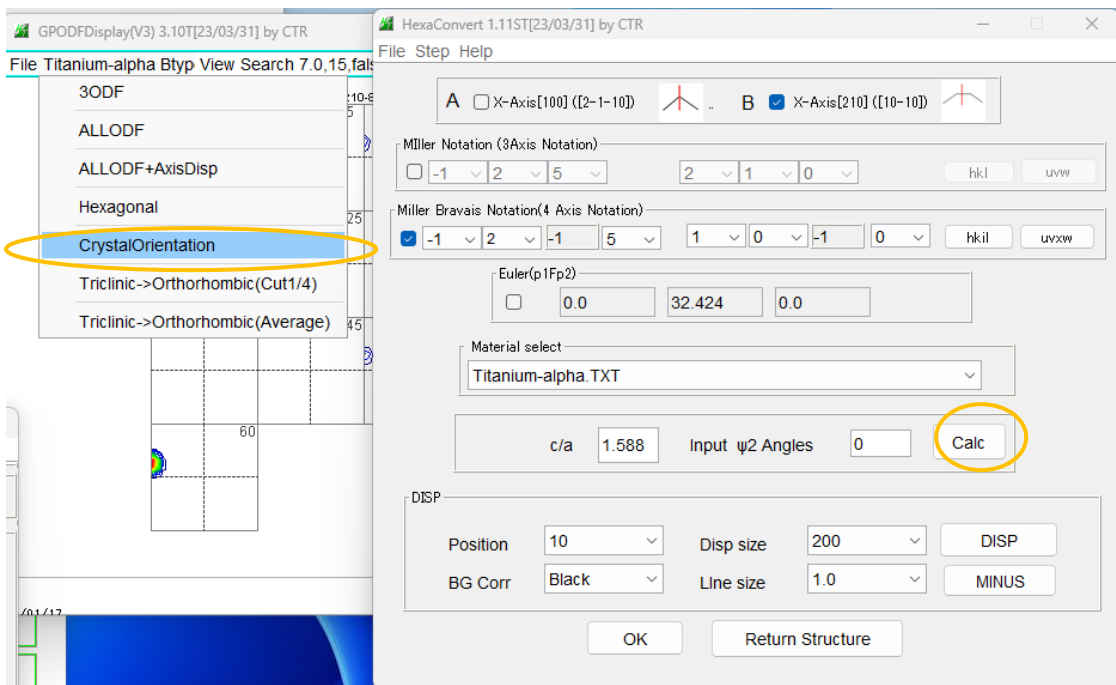 GPODFDisplay(V3) 3.10T[23/03/31] by CTR
File Titanium-alpha Btyp View Search 7.0,15,fals
3ODF
ALLODF
ALLODF+AxisDisp
Hexagonal
CrystalOrientation
Triclinic->Orthorhombic(Cut1/4)
Triclinic->Orthorhombic(Average)
25
45
60
HexaConvert 1.11ST[23/03/31] by CTR
File Step Help
A X-Axis[100] ([2-1-10]) .. B X-Axis[210] ([10-10])
MIller Notation (3Axis Notation)
-1 2 5 2 1 0 hkl uvw
Miller Bravais Notation(4 Axis Notation)
-1 2 -1 5 1 0 -1 0 hkil uvxw
Euler(p1Fp2)
0.0 32.424 0.0
Material select
Titanium-alpha.TXT
c/a 1.588 Input ψ2 Angles 0 Calc
DISP
Position 10 Disp size 200 DISP
BG Corr Black LIne size 1.0 MINUS
OK Return Structure